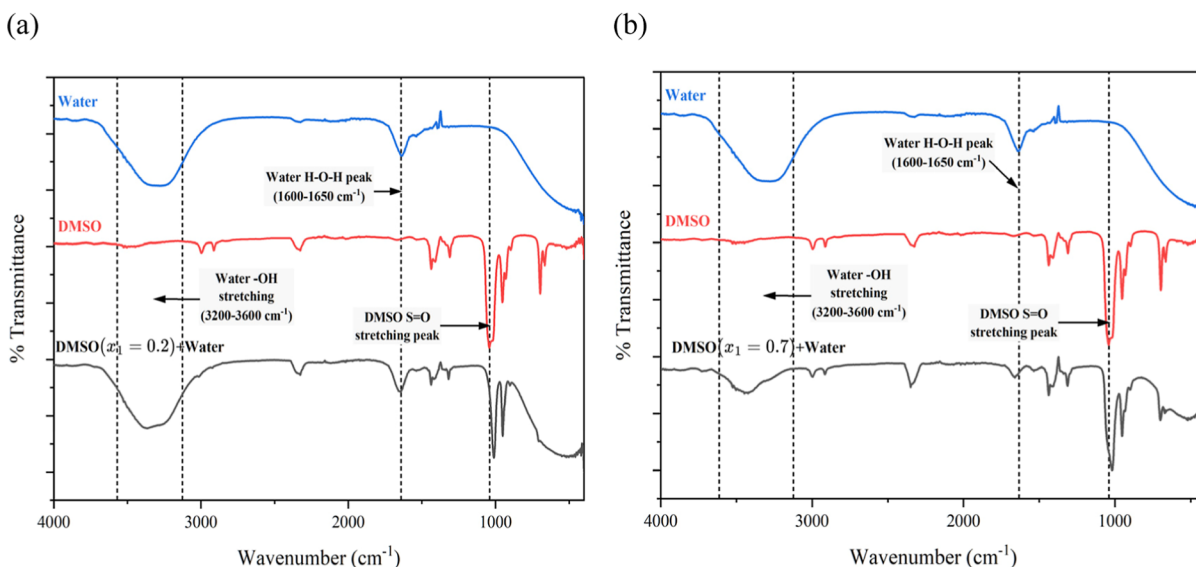 (a)
Water
Water H-O-H peak
(1600-1650 cm⁻¹)
DMSO
Water -OH
stretching
(3200-3600 cm⁻¹)
DMSO S=O
stretching peak
DMSO(x₁ = 0.2)+Water
% Transmittance
4000 3000 2000 1000
Wavenumber (cm⁻¹)
(b)
Water
Water H-O-H peak
(1600-1650 cm⁻¹)
DMSO
Water -OH
stretching
(3200-3600 cm⁻¹)
DMSO S=O
stretching peak
DMSO(x₁ = 0.7)+Water
% Transmittance
4000 3000 2000 1000
Wavenumber (cm⁻¹)